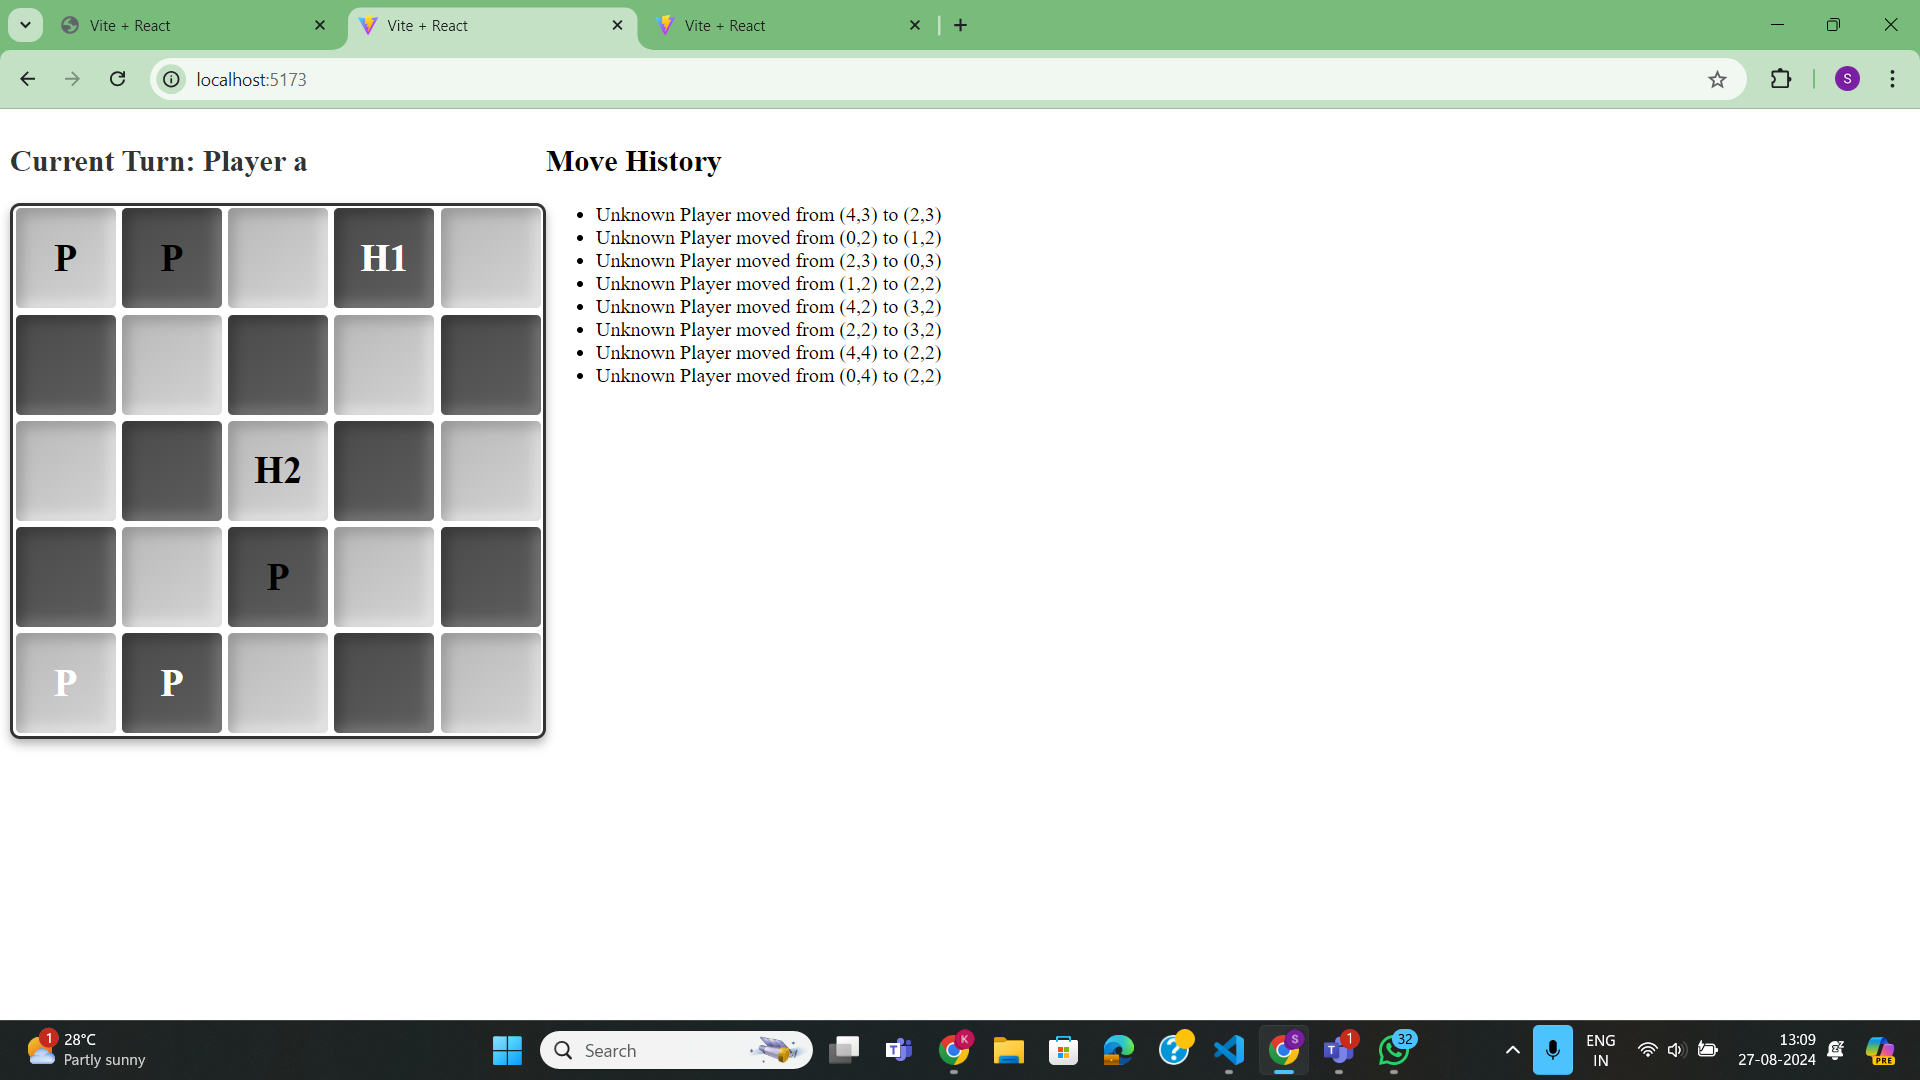 Vite + React
Vite + React
Vite + React
localhost:5173
S
Current Turn: Player a
Move History
P P H1
H2
P
P P
Unknown Player moved from (4,3) to (2,3)
Unknown Player moved from (0,2) to (1,2)
Unknown Player moved from (2,3) to (0,3)
Unknown Player moved from (1,2) to (2,2)
Unknown Player moved from (4,2) to (3,2)
Unknown Player moved from (2,2) to (3,2)
Unknown Player moved from (4,4) to (2,2)
Unknown Player moved from (0,4) to (2,2)
1
28°C
Partly sunny
Search
T
K
S
T
1
32
ENG
IN
13:09
27-08-2024
PRE